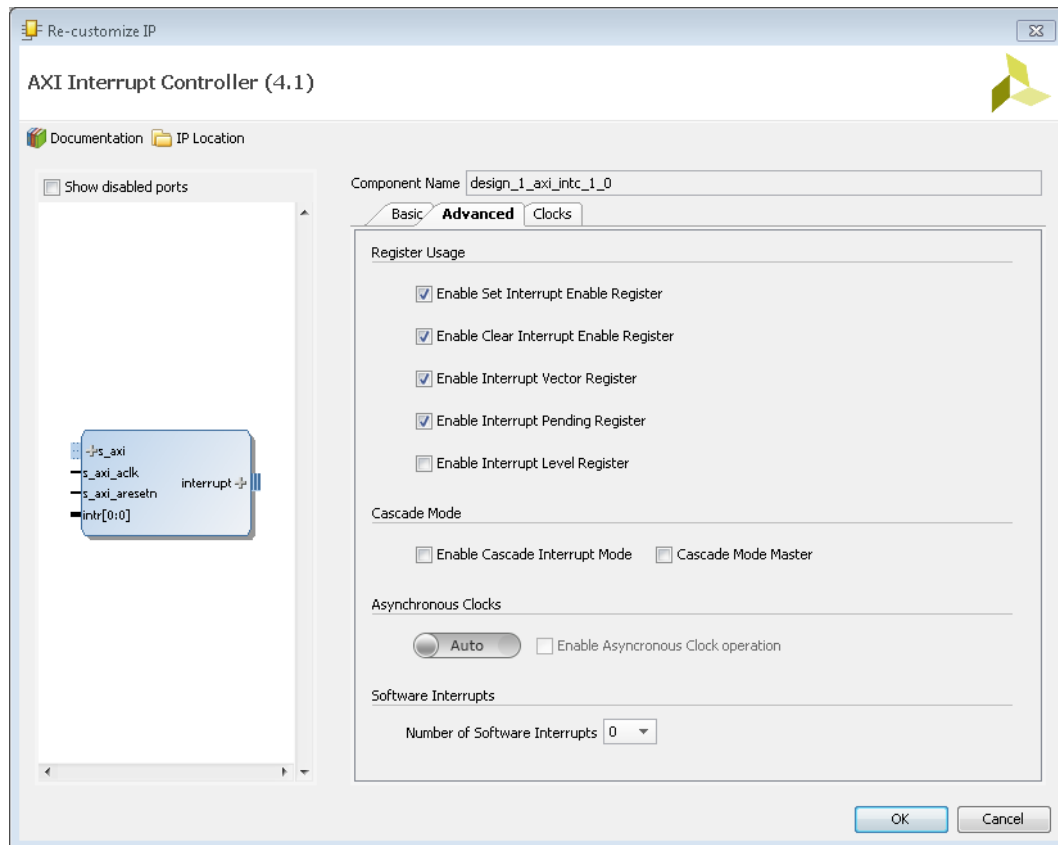 Re-customize IP
AXI Interrupt Controller (4.1)
Documentation IP Location
Show disabled ports
s_axi
s_axi_aclk
s_axi_aresetn
intr[0:0]
interrupt
Component Name design_1_axi_intc_1_0
Basic Advanced Clocks
Register Usage
Enable Set Interrupt Enable Register
Enable Clear Interrupt Enable Register
Enable Interrupt Vector Register
Enable Interrupt Pending Register
Enable Interrupt Level Register
Cascade Mode
Enable Cascade Interrupt Mode Cascade Mode Master
Asynchronous Clocks
Auto Enable Asyncronous Clock operation
Software Interrupts
Number of Software Interrupts 0
OK Cancel